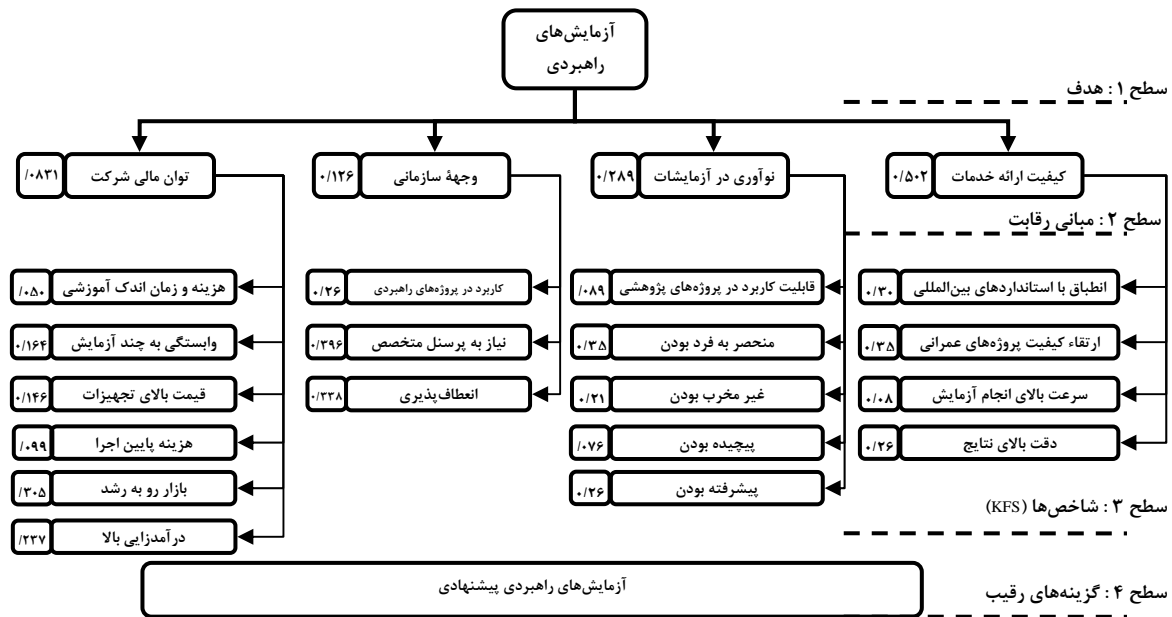 آزمایش‌های
راهبردی
سطح ۱ : هدف
کیفیت ارائه خدمات ۰/۵۰۲
نوآوری در آزمایشات ۰/۲۸۹
وجههٔ سازمانی ۰/۱۲۶
توان مالی شرکت /۰۸۳۱
سطح ۲ : مبانی رقابت
انطباق با استانداردهای بین‌المللی ۰/۳۰
ارتقاء کیفیت پروژه‌های عمرانی ۰/۳۵
سرعت بالای انجام آزمایش ۰/۰۸
دقت بالای نتایج ۰/۲۶
قابلیت کاربرد در پروژه‌های پژوهشی /۰۸۹
منحصر به فرد بودن ۰/۳۵
غیر مخرب بودن ۰/۲۱
پیچیده بودن /۰۷۶
پیشرفته بودن ۰/۲۶
کاربرد در پروژه‌های راهبردی ۰/۲۶
نیاز به پرسنل متخصص ۰/۳۹۶
انعطاف‌پذیری ۰/۳۳۸
هزینه و زمان اندک آموزشی /۰۵۰
وابستگی به چند آزمایش ۰/۱۶۴
قیمت بالای تجهیزات ۰/۱۴۶
هزینه پایین اجرا /۰۹۹
بازار رو به رشد /۳۰۵
درآمدزایی بالا /۲۳۷
سطح ۳ : شاخص‌ها (KFS)
آزمایش‌های راهبردی پیشنهادی
سطح ۴ : گزینه‌های رقیب